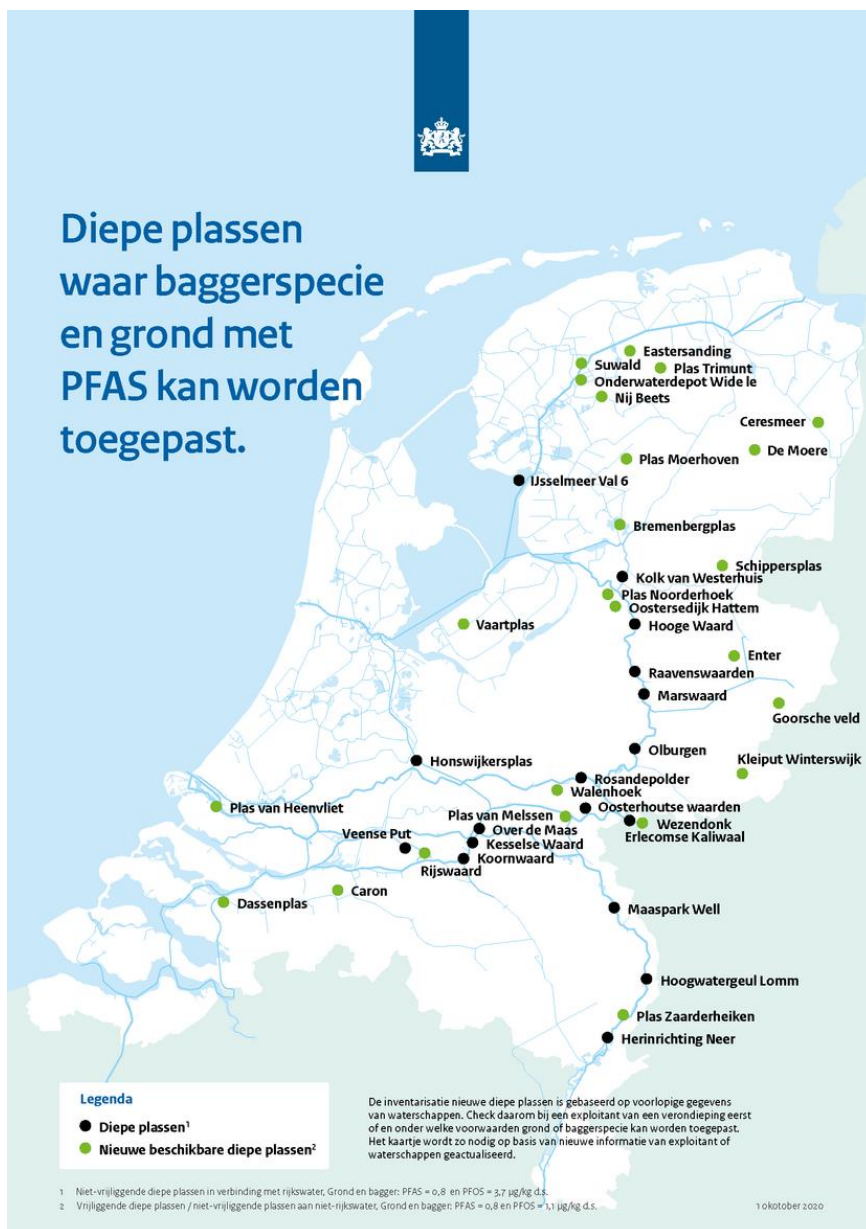 Diepe plassen
waar baggerspecie
en grond met
PFAS kan worden
toegepast.
Eastersanding
Suwald
Plas Trimunt
Onderwaterdepot Wide Ie
Nij Beets
Ceresmeer
De Moere
Plas Moerhoven
IJsselmeer Val 6
Bremenbergplas
Schippersplas
Kolk van Westerhuis
Plas Noorderhoek
Oostersedijk Hattem
Vaartplas
Hooge Waard
Enter
Raavenswaarden
Marswaard
Goorsche veld
Olburgen
Kleiput Winterswijk
Honswijkersplas
Rosandepolder
Walenhoek
Plas van Heenvliet
Plas van Melssen
Oosterhoutse waarden
Over de Maas
Wezendonk
Veense Put
Kesselse Waard
Erlecomse Kaliwaal
Koornwaard
Rijswaard
Caron
Dassenplas
Maaspark Well
Hoogwatergeul Lomm
Plas Zaarderheiken
Herinrichting Neer
Legenda
Diepe plassen¹
Nieuwe beschikbare diepe plassen²
De inventarisatie nieuwe diepe plassen is gebaseerd op voorlopige gegevens
van waterschappen. Check daarom bij een exploitant van een verondieping eerst
of en onder welke voorwaarden grond of baggerspecie kan worden toegepast.
Het kaartje wordt zo nodig op basis van nieuwe informatie van exploitant of
waterschappen geactualiseerd.
1 Niet-vrijliggende diepe plassen in verbinding met rijkswater, Grond en bagger: PFAS = 0,8 en PFOS = 3,7 µg/kg d.s.
2 Vrijliggende diepe plassen / niet-vrijliggende plassen aan niet-rijkswater, Grond en bagger: PFAS = 0,8 en PFOS = 1,1 µg/kg d.s.
1 okotober 2020